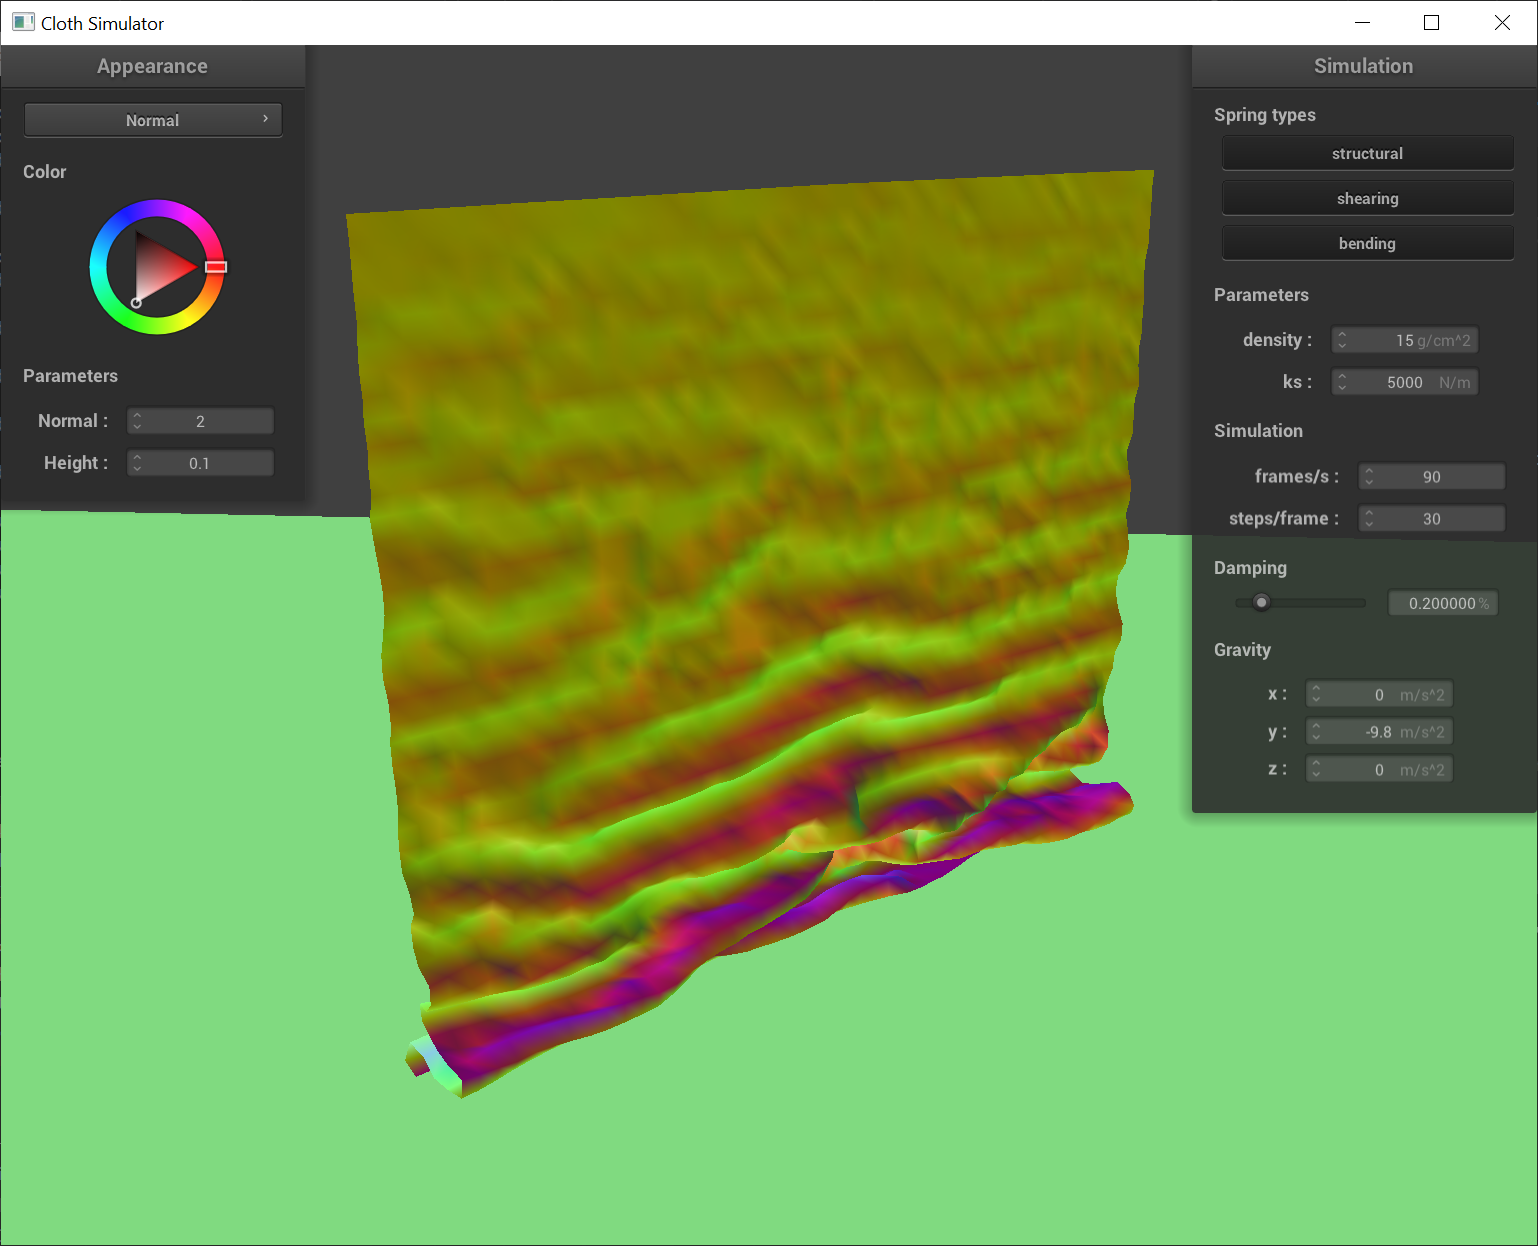 Cloth Simulator
Appearance
Normal
Color
Parameters
Normal : 2
Height : 0.1
Simulation
Spring types
structural
shearing
bending
Parameters
density : 15 g/cm^2
ks : 5000 N/m
Simulation
frames/s : 90
steps/frame : 30
Damping
0.200000 %
Gravity
x : 0 m/s^2
y : -9.8 m/s^2
z : 0 m/s^2